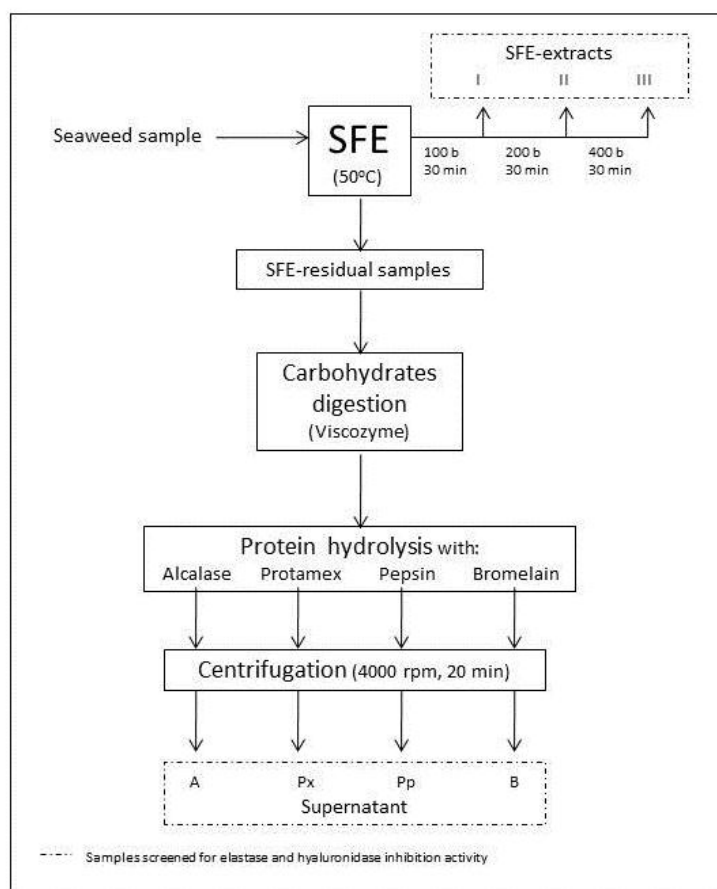 SFE-extracts
I II III
Seaweed sample
SFE
(50°C)
100 b 200 b 400 b
30 min 30 min 30 min
SFE-residual samples
Carbohydrates
digestion
(Viscozyme)
Protein hydrolysis with:
Alcalase Protamex Pepsin Bromelain
Centrifugation (4000 rpm, 20 min)
A Px Pp B
Supernatant
Samples screened for elastase and hyaluronidase inhibition activity